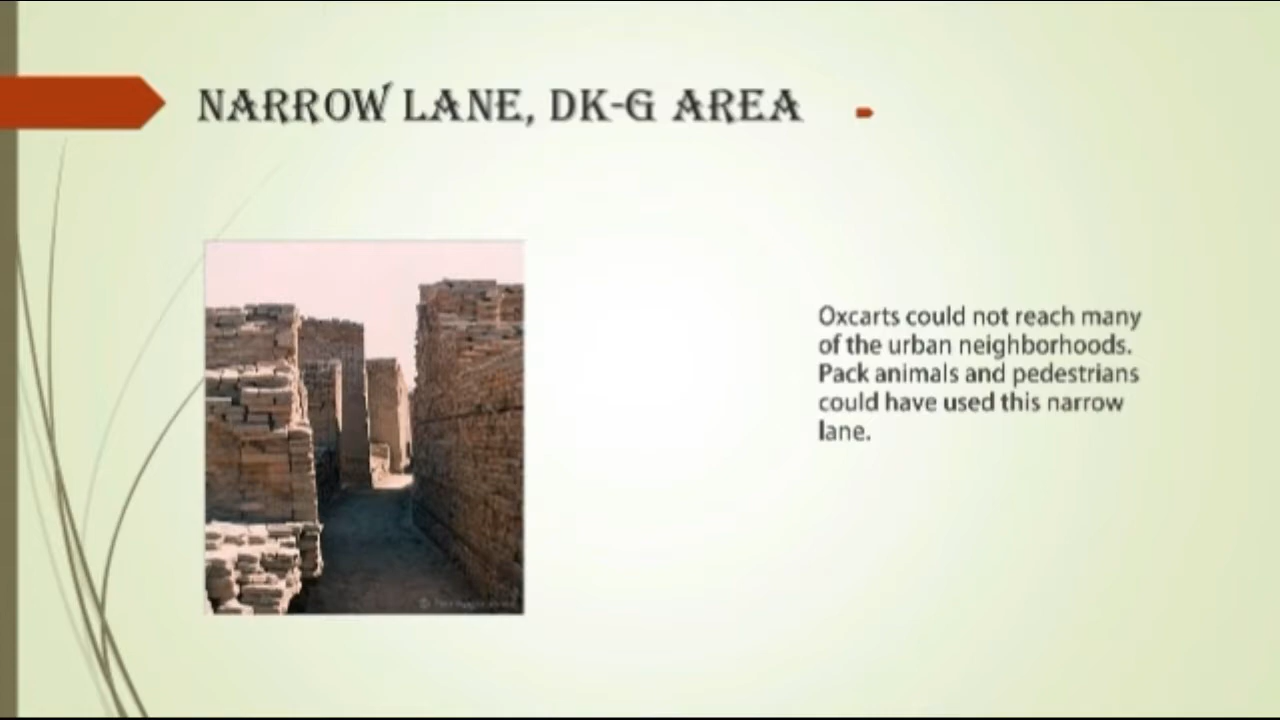 NARROW LANE, DK-G AREA
Oxcarts could not reach many
of the urban neighborhoods.
Pack animals and pedestrians
could have used this narrow
lane.